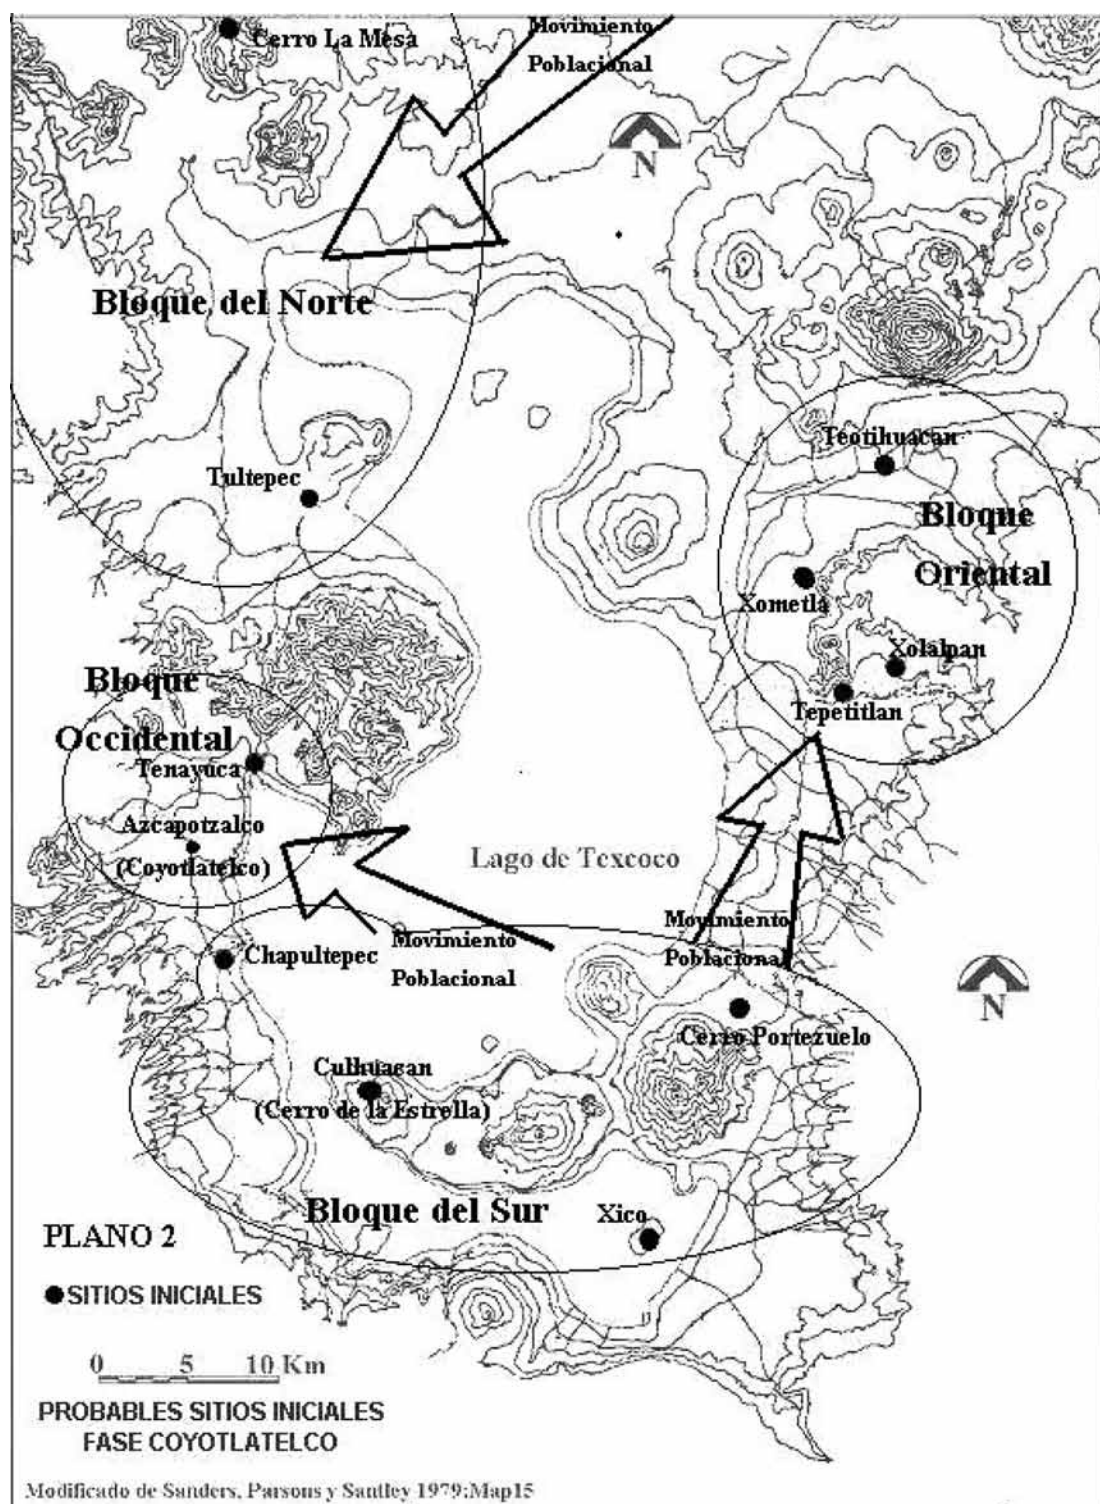 Movimiento
Poblacional
Cerro La Mesa
N
Bloque del Norte
Teotihuacan
Tultepec
Bloque
Oriental
Xometla
Xolalpan
Tepetitlan
Bloque
Occidental
Tenayuca
Azcapotzalco
(Coyotlatelco)
Lago de Texcoco
Movimiento
Poblacional
Movimiento
Poblacional
Chapultepec
N
Cerro Portezuelo
Culhuacan
(Cerro de la Estrella)
Bloque del Sur
Xico
PLANO 2
SITIOS INICIALES
0 5 10 Km
PROBABLES SITIOS INICIALES
FASE COYOTLATELCO
Modificado de Sanders, Parsons y Santley 1979:Map15